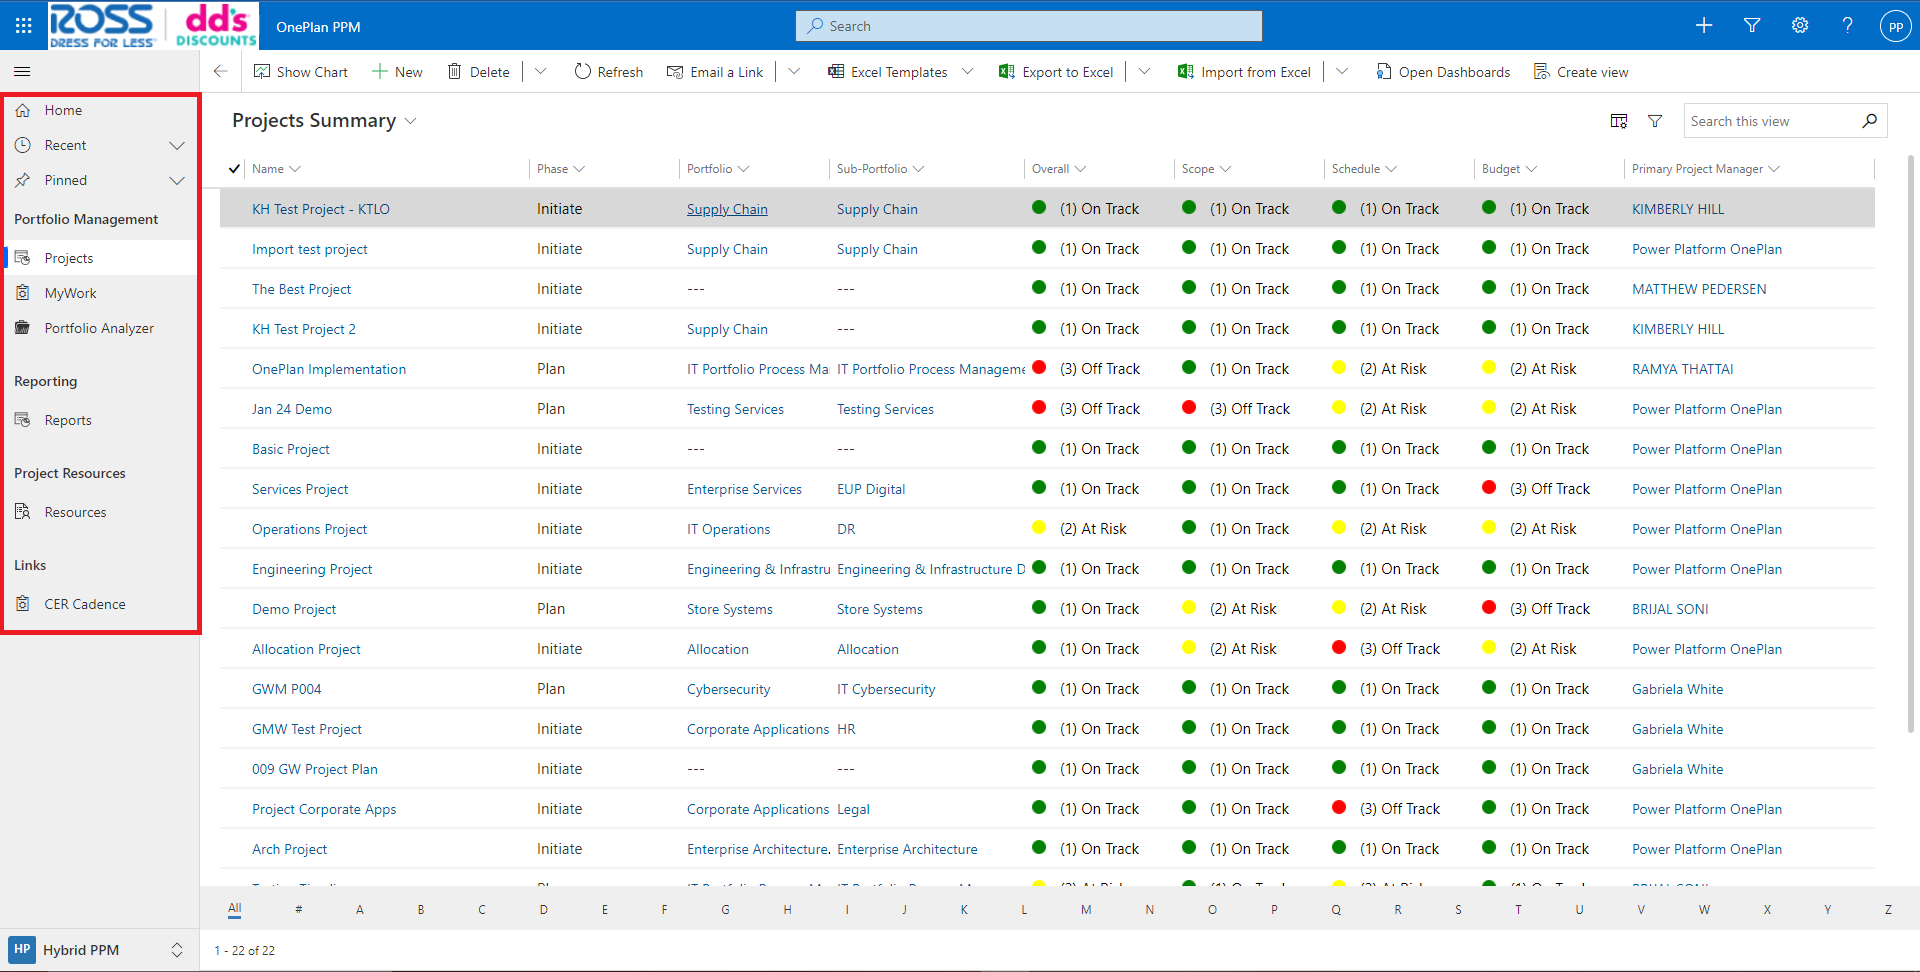 ROSS dd's
DRESS FOR LESS® DISCOUNTS OnePlan PPM Search ? PP
Show Chart New Delete Refresh Email a Link Excel Templates Export to Excel Import from Excel Open Dashboards Create view
Home
Recent
Pinned
Portfolio Management
Projects
MyWork
Portfolio Analyzer
Reporting
Reports
Project Resources
Resources
Links
CER Cadence
HP Hybrid PPM
Projects Summary Search this view
Name Phase Portfolio Sub-Portfolio Overall Scope Schedule Budget Primary Project Manager
KH Test Project - KTLO Initiate Supply Chain Supply Chain (1) On Track (1) On Track (1) On Track (1) On Track KIMBERLY HILL
Import test project Initiate Supply Chain Supply Chain (1) On Track (1) On Track (1) On Track (1) On Track Power Platform OnePlan
The Best Project Initiate --- --- (1) On Track (1) On Track (1) On Track (1) On Track MATTHEW PEDERSEN
KH Test Project 2 Initiate Supply Chain --- (1) On Track (1) On Track (1) On Track (1) On Track KIMBERLY HILL
OnePlan Implementation Plan IT Portfolio Process Ma IT Portfolio Process Manageme (3) Off Track (1) On Track (2) At Risk (2) At Risk RAMYA THATTAI
Jan 24 Demo Plan Testing Services Testing Services (3) Off Track (3) Off Track (2) At Risk (2) At Risk Power Platform OnePlan
Basic Project Initiate --- --- (1) On Track (1) On Track (1) On Track (1) On Track Power Platform OnePlan
Services Project Initiate Enterprise Services EUP Digital (1) On Track (1) On Track (1) On Track (3) Off Track Power Platform OnePlan
Operations Project Initiate IT Operations DR (2) At Risk (1) On Track (2) At Risk (2) At Risk Power Platform OnePlan
Engineering Project Initiate Engineering & Infrastru Engineering & Infrastructure D (1) On Track (1) On Track (1) On Track (1) On Track Power Platform OnePlan
Demo Project Plan Store Systems Store Systems (1) On Track (2) At Risk (2) At Risk (3) Off Track BRIJAL SONI
Allocation Project Initiate Allocation Allocation (1) On Track (2) At Risk (3) Off Track (2) At Risk Power Platform OnePlan
GWM P004 Plan Cybersecurity IT Cybersecurity (1) On Track (1) On Track (1) On Track (1) On Track Gabriela White
GMW Test Project Initiate Corporate Applications HR (1) On Track (1) On Track (1) On Track (1) On Track Gabriela White
009 GW Project Plan Initiate --- --- (1) On Track (1) On Track (1) On Track (1) On Track Gabriela White
Project Corporate Apps Initiate Corporate Applications Legal (1) On Track (1) On Track (3) Off Track (1) On Track Power Platform OnePlan
Arch Project Initiate Enterprise Architecture. Enterprise Architecture (1) On Track (1) On Track (1) On Track (1) On Track Power Platform OnePlan
All # A B C D E F G H I J K L M N O P Q R S T U V W X Y Z
1 - 22 of 22